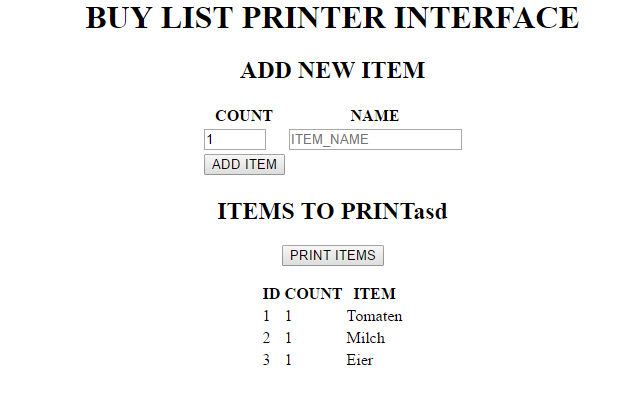 BUY LIST PRINTER INTERFACE
ADD NEW ITEM
COUNT NAME
1 ITEM_NAME
ADD ITEM
ITEMS TO PRINTasd
PRINT ITEMS
ID COUNT ITEM
1 1 Tomaten
2 1 Milch
3 1 Eier